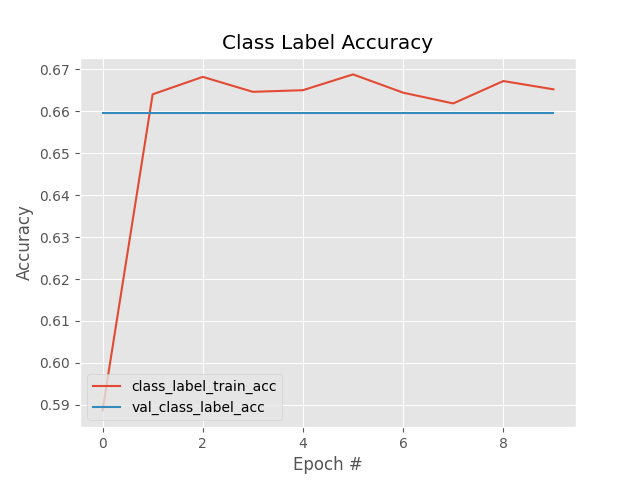 Class Label Accuracy
0.67
0.66
0.65
0.64
0.63
0.62
0.61
0.60
0.59
Accuracy
class_label_train_acc
val_class_label_acc
0 2 4 6 8
Epoch #